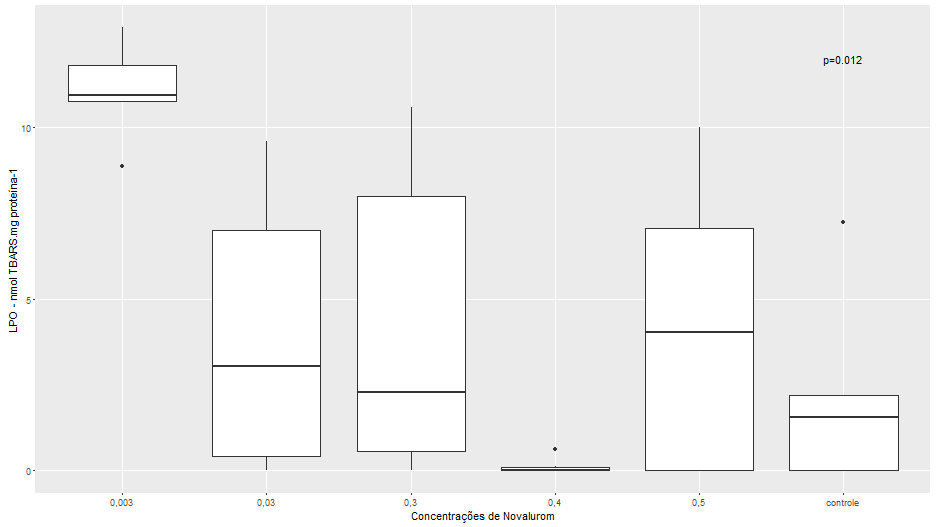 p=0.012
10
5
0
LPO - nmol TBARS.mg proteína-1
0,003
0,03
0,3
0,4
0,5
controle
Concentrações de Novalurom